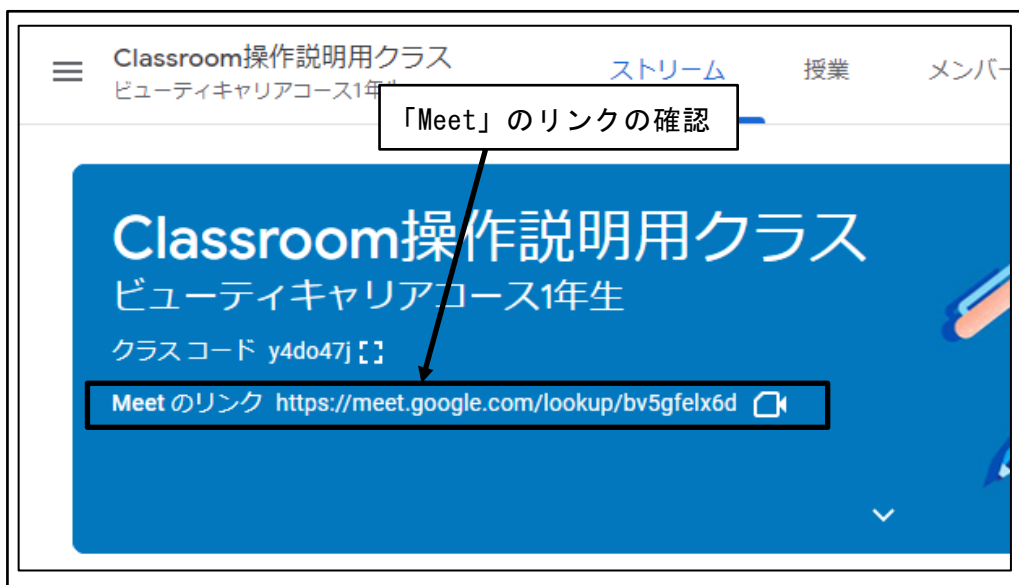 Classroom操作説明用クラス
ビューティキャリアコース1年生
ストリーム
授業
メンバー
「Meet」のリンクの確認
Classroom操作説明用クラス
ビューティキャリアコース1年生
クラス コード y4do47j
Meet のリンク https://meet.google.com/lookup/bv5gfelx6d